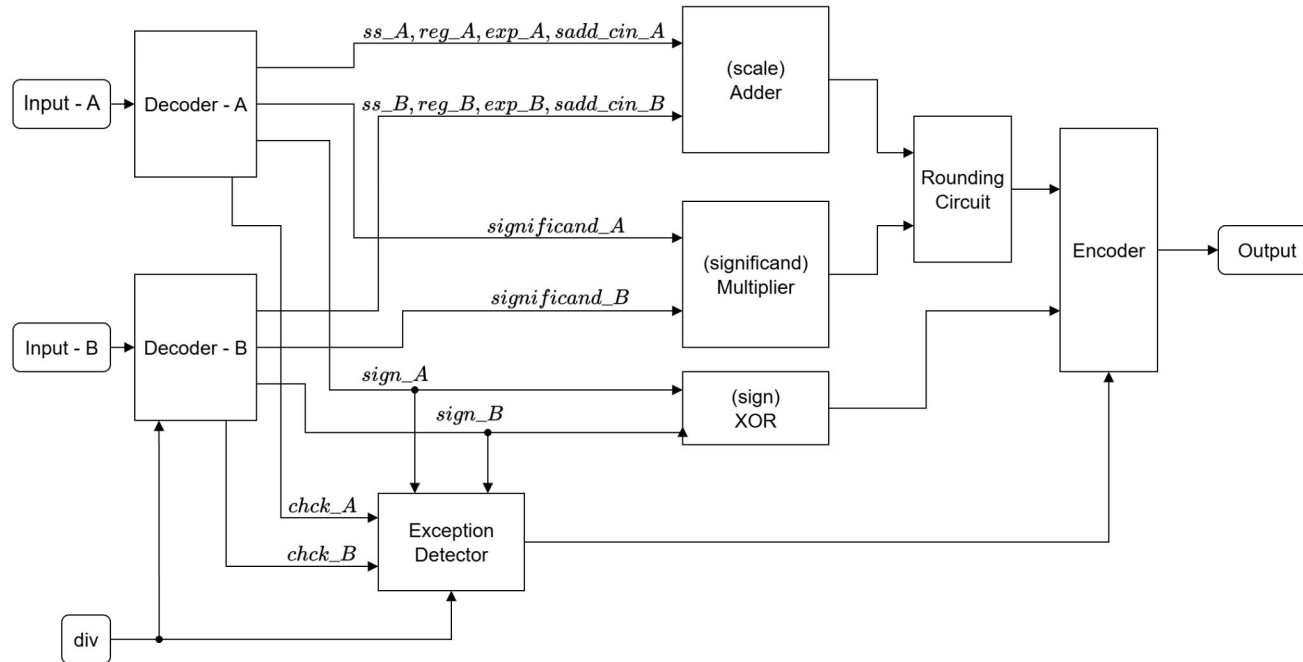 ss_A, reg_A, exp_A, sadd_cin_A
(scale)
Adder
Input - A
Decoder - A
ss_B, reg_B, exp_B, sadd_cin_B
Rounding
Circuit
significand_A
(significand)
Multiplier
Encoder
Output
significand_B
Input - B
Decoder - B
sign_A
(sign)
XOR
sign_B
chck_A
Exception
Detector
chck_B
div